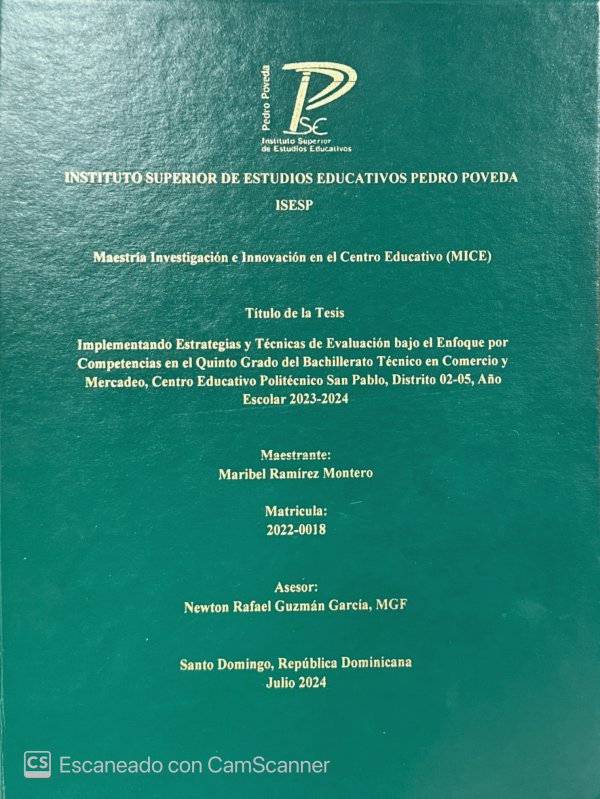 Pedro Poveda
ISE
Instituto Superior
de Estudios Educativos
INSTITUTO SUPERIOR DE ESTUDIOS EDUCATIVOS PEDRO POVEDA
ISESP
Maestría Investigación e Innovación en el Centro Educativo (MICE)
Título de la Tesis
Implementando Estrategias y Técnicas de Evaluación bajo el Enfoque por
Competencias en el Quinto Grado del Bachillerato Técnico en Comercio y
Mercadeo, Centro Educativo Politécnico San Pablo, Distrito 02-05, Año
Escolar 2023-2024
Maestrante:
Maribel Ramírez Montero
Matricula:
2022-0018
Asesor:
Newton Rafael Guzmán García, MGF
Santo Domingo, República Dominicana
Julio 2024
CS Escaneado con CamScanner